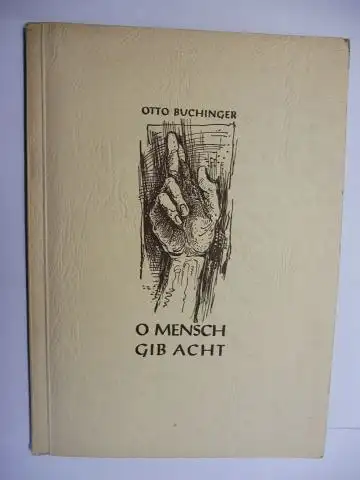 OTTO BUCHINGER
O MENSCH
GIB ACHT